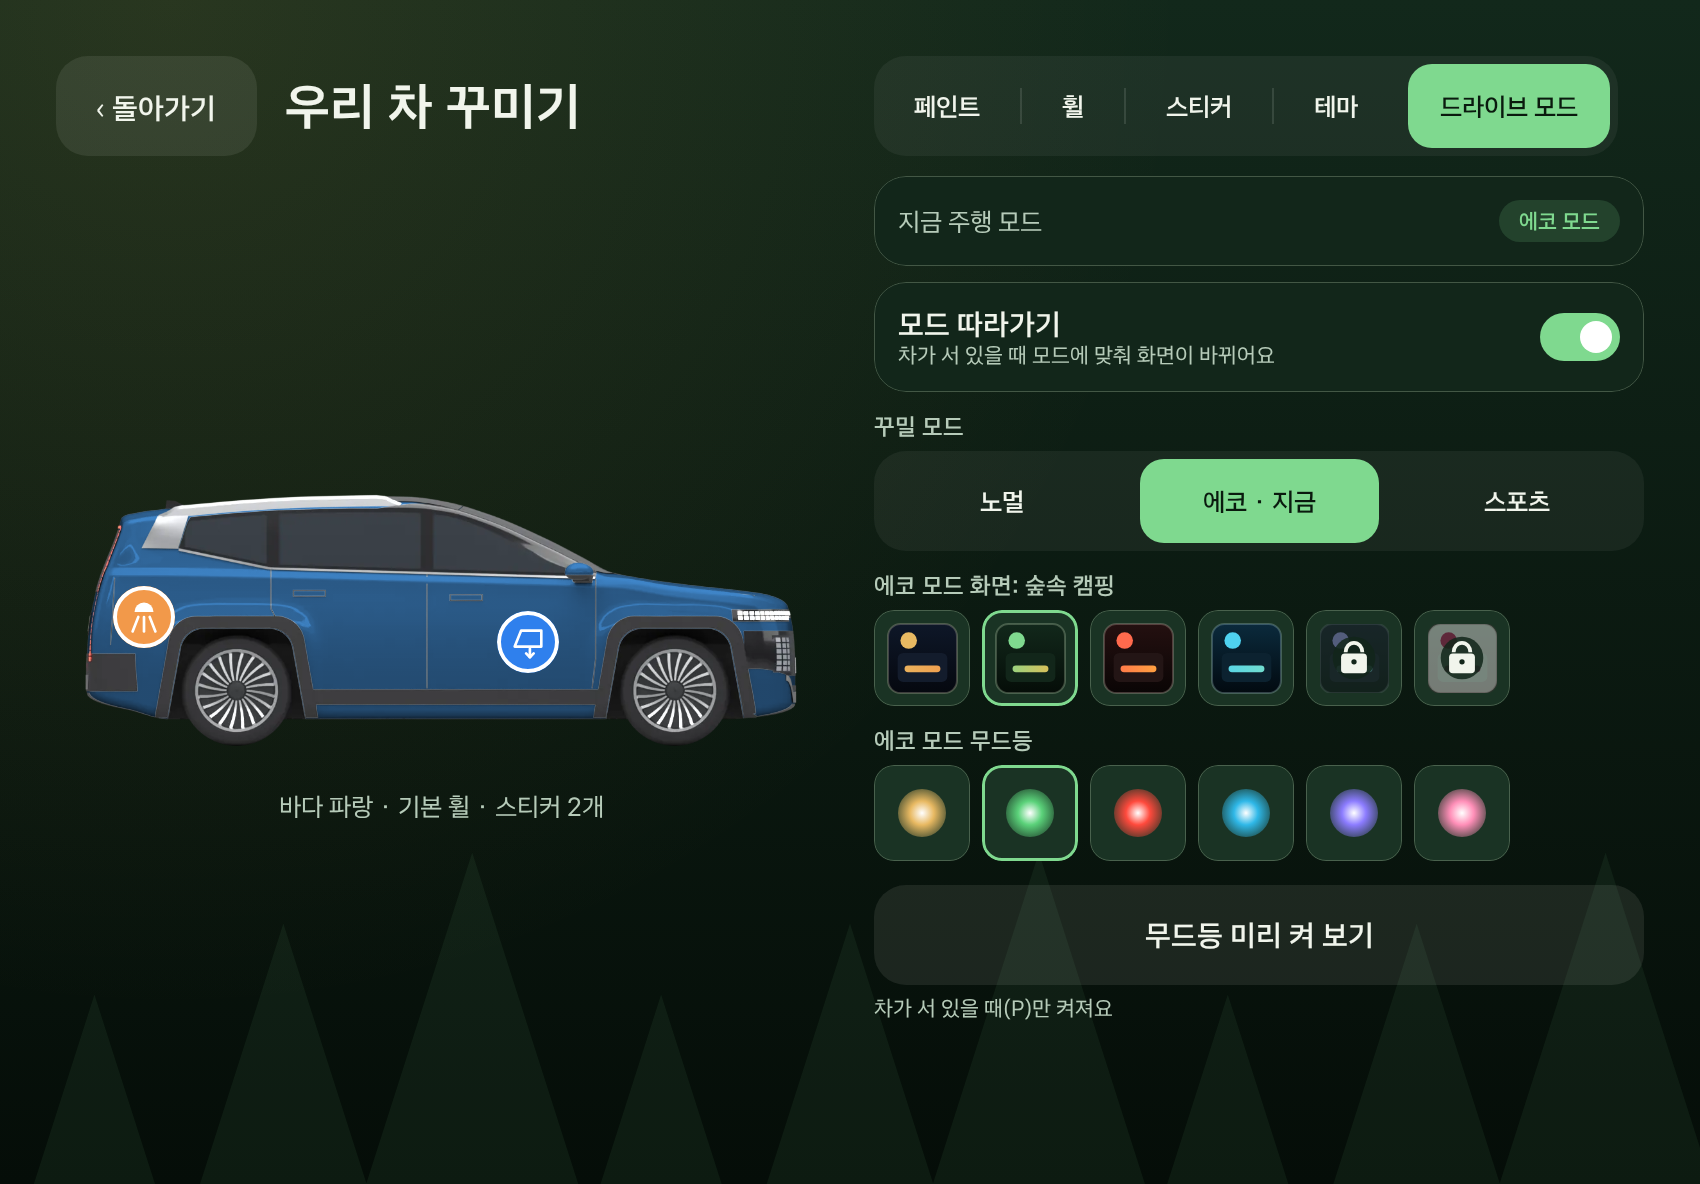 ‹ 돌아가기
우리 차 꾸미기
페인트
휠
스티커
테마
드라이브 모드
지금 주행 모드
에코 모드
모드 따라가기
차가 서 있을 때 모드에 맞춰 화면이 바뀌어요
꾸밀 모드
노멀
에코 · 지금
스포츠
에코 모드 화면: 숲속 캠핑
에코 모드 무드등
바다 파랑 · 기본 휠 · 스티커 2개
무드등 미리 켜 보기
차가 서 있을 때(P)만 켜져요